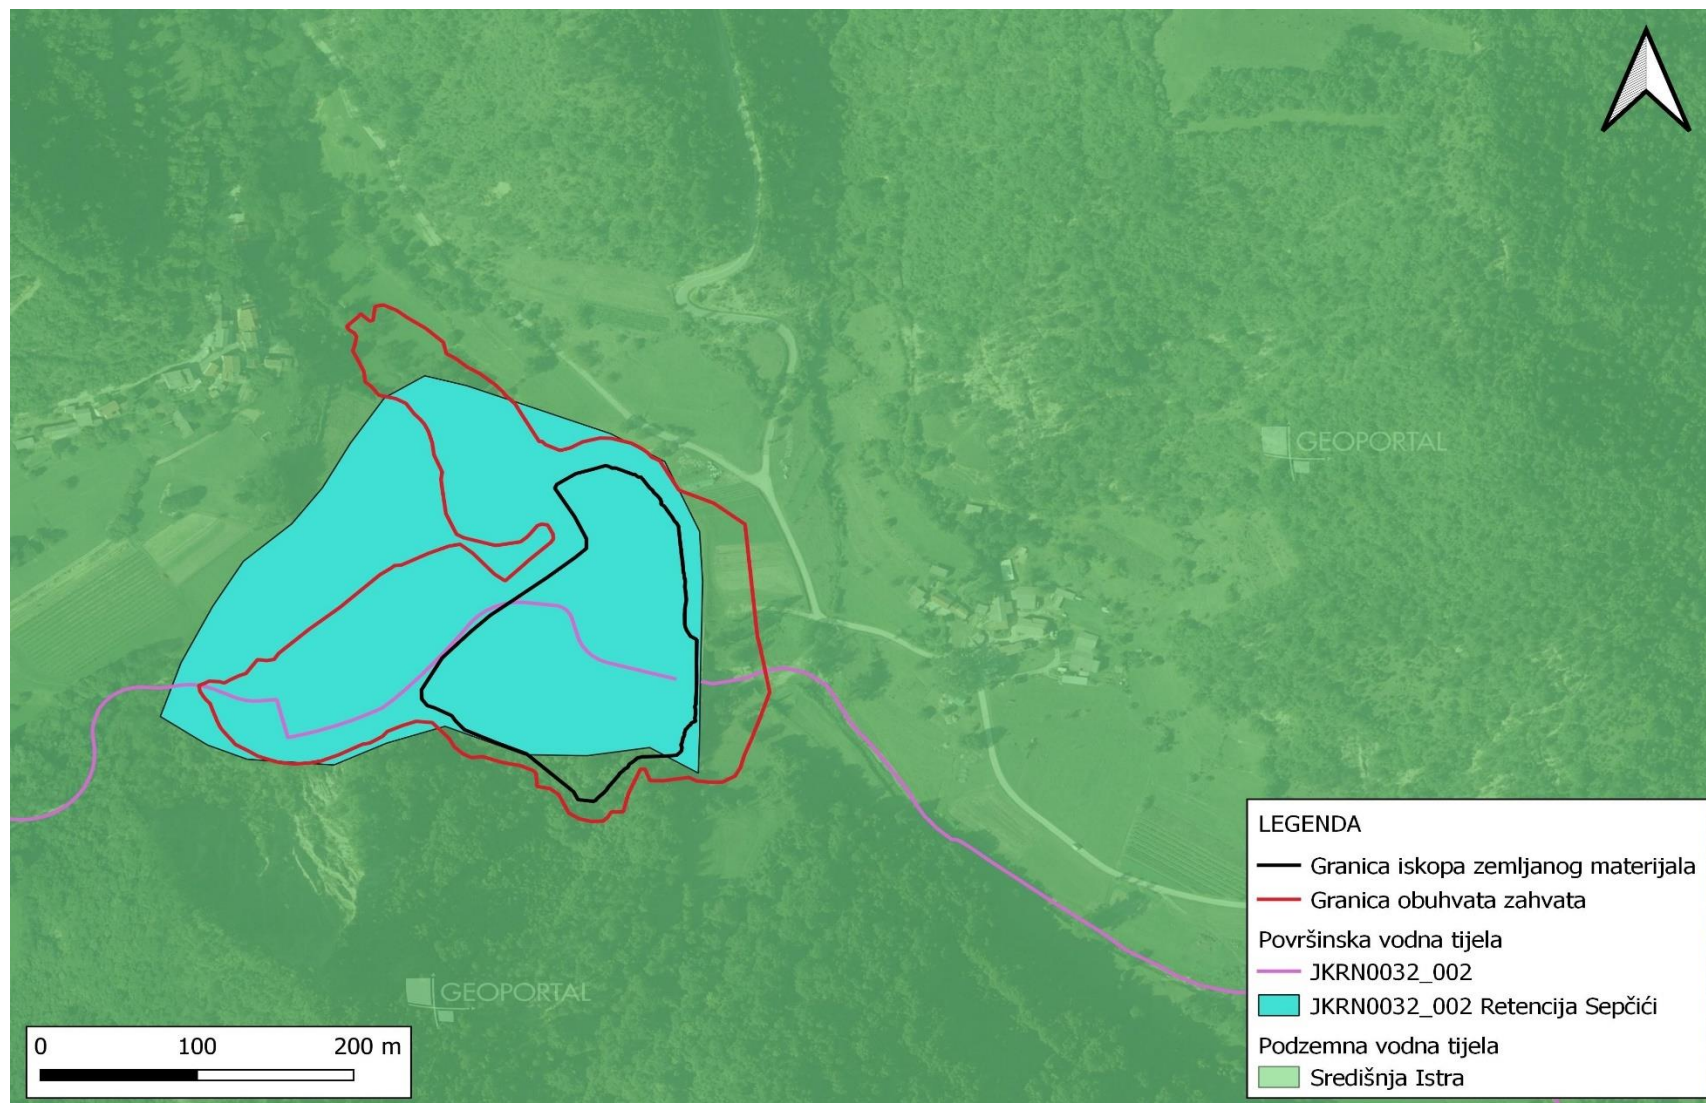 GEOPORTAL
GEOPORTAL
LEGENDA
Granica iskopa zemljanog materijala
Granica obuhvata zahvata
Površinska vodna tijela
JKRN0032_002
JKRN0032_002 Retencija Sepčići
Podzemna vodna tijela
Središnja Istra
0 100 200 m